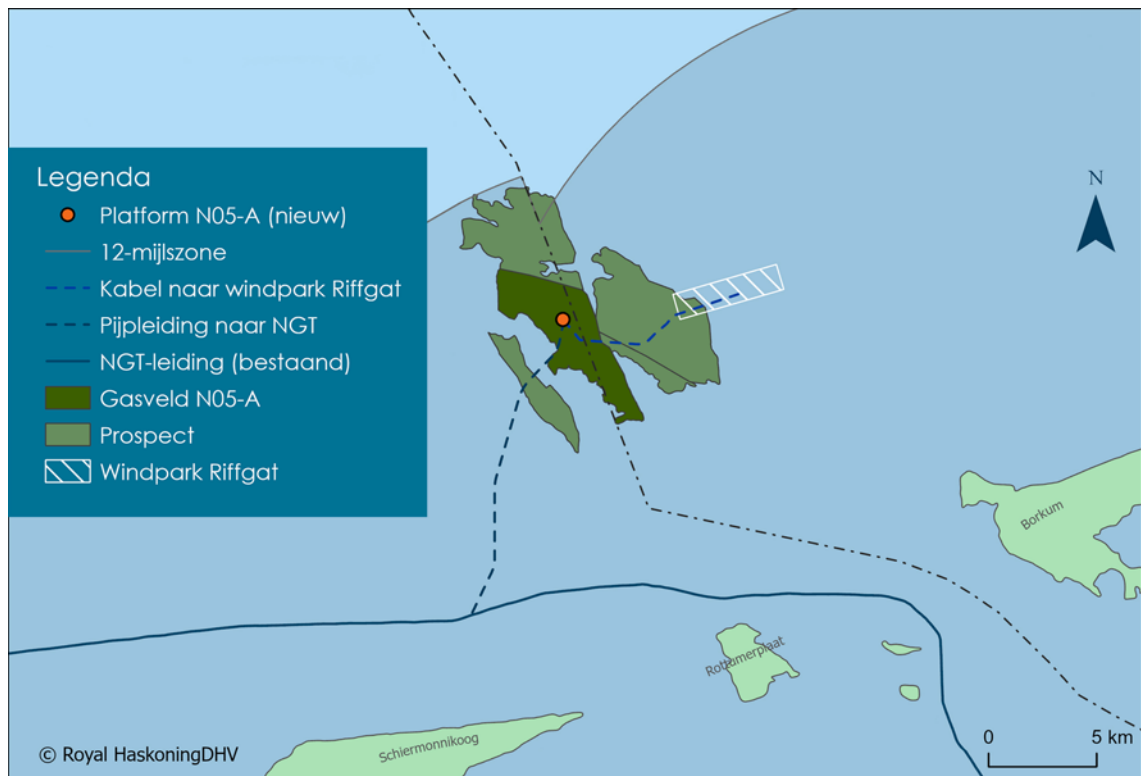 Legenda
Platform N05-A (nieuw)
12-mijlszone
Kabel naar windpark Riffgat
Pijpleiding naar NGT
NGT-leiding (bestaand)
Gasveld N05-A
Prospect
Windpark Riffgat
N
Borkum
Rottumerplaat
Schiermonnikoog
0 5 km
© Royal HaskoningDHV